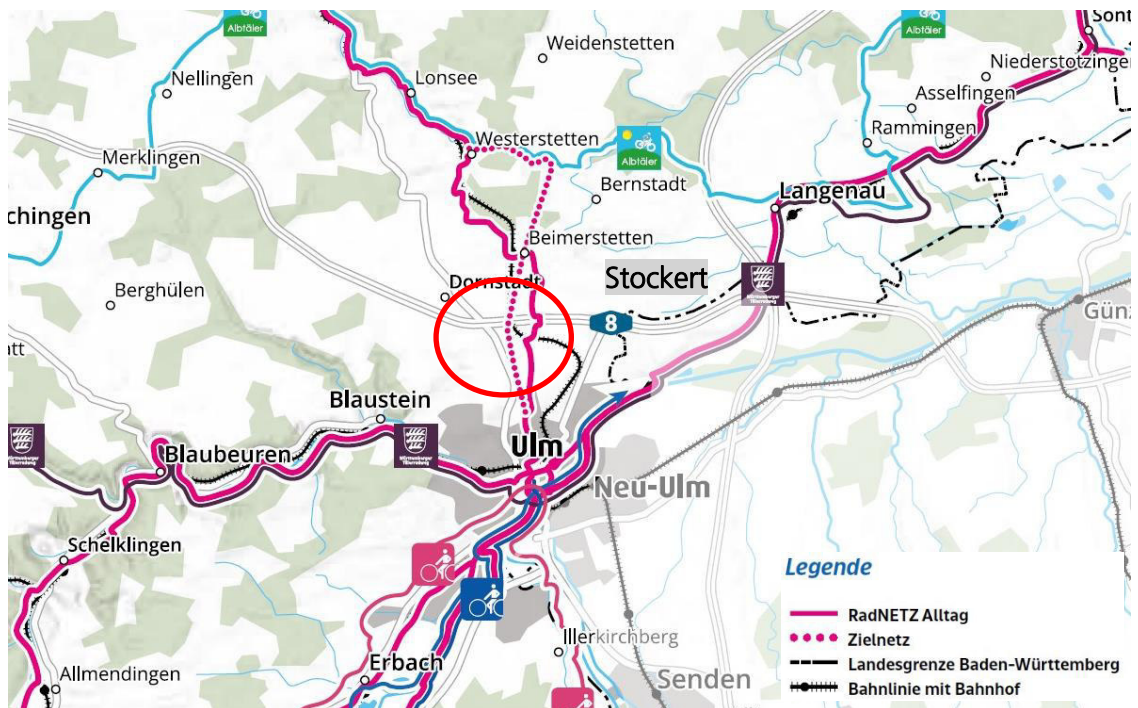 Albtäler
Albtäler
Sont
Weidenstetten
Niederstotzingen
Nellingen
Lonsee
Asselfingen
Rammingen
Westerstetten
Merklingen
Albtäler
Bernstadt
Langenau
chingen
Beimerstetten
Stockert
Dornstadt
Berghülen
Günz
8
ott
Blaustein
Ulm
Blaubeuren
Neu-Ulm
Schelklingen
Legende
RadNETZ Alltag
Zielnetz
Illerkirchberg
Landesgrenze Baden-Württemberg
Erbach
Allmendingen
Senden
Bahnlinie mit Bahnhof